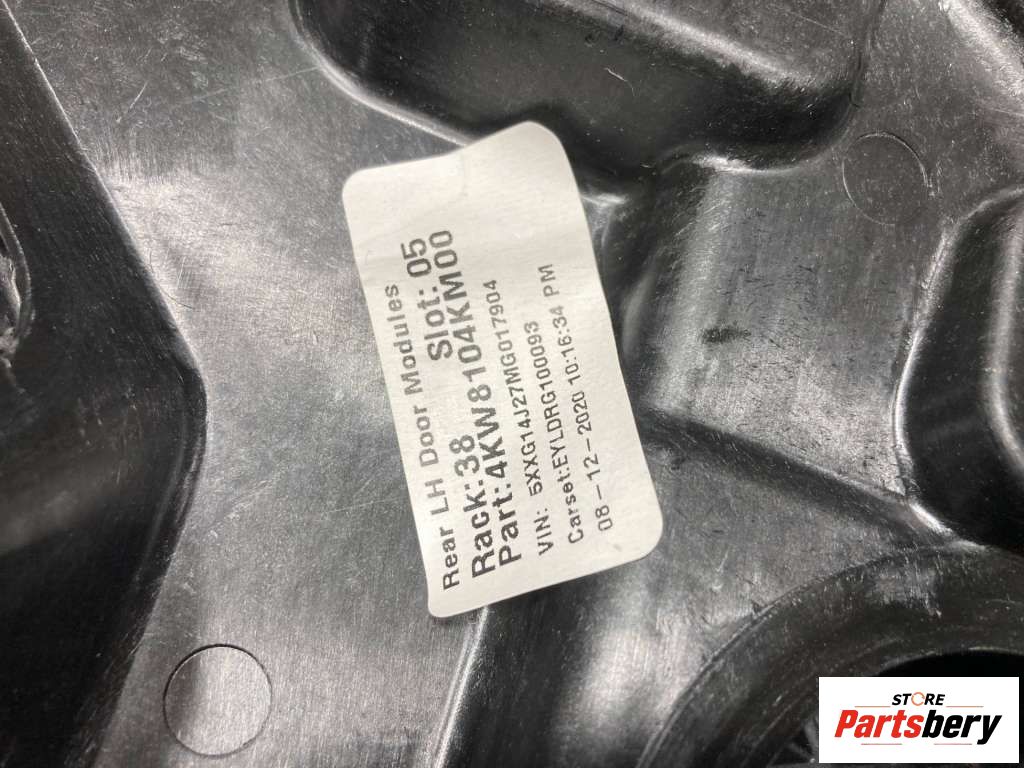 Rear LH Door Modules
Rack:38 Slot: 05
Part:4KW8104KM00
VIN: 5XXG14J27MG017904
Carset:EYLDRG100093
08-12-2020 10:16:34 PM
STORE
Partsbery